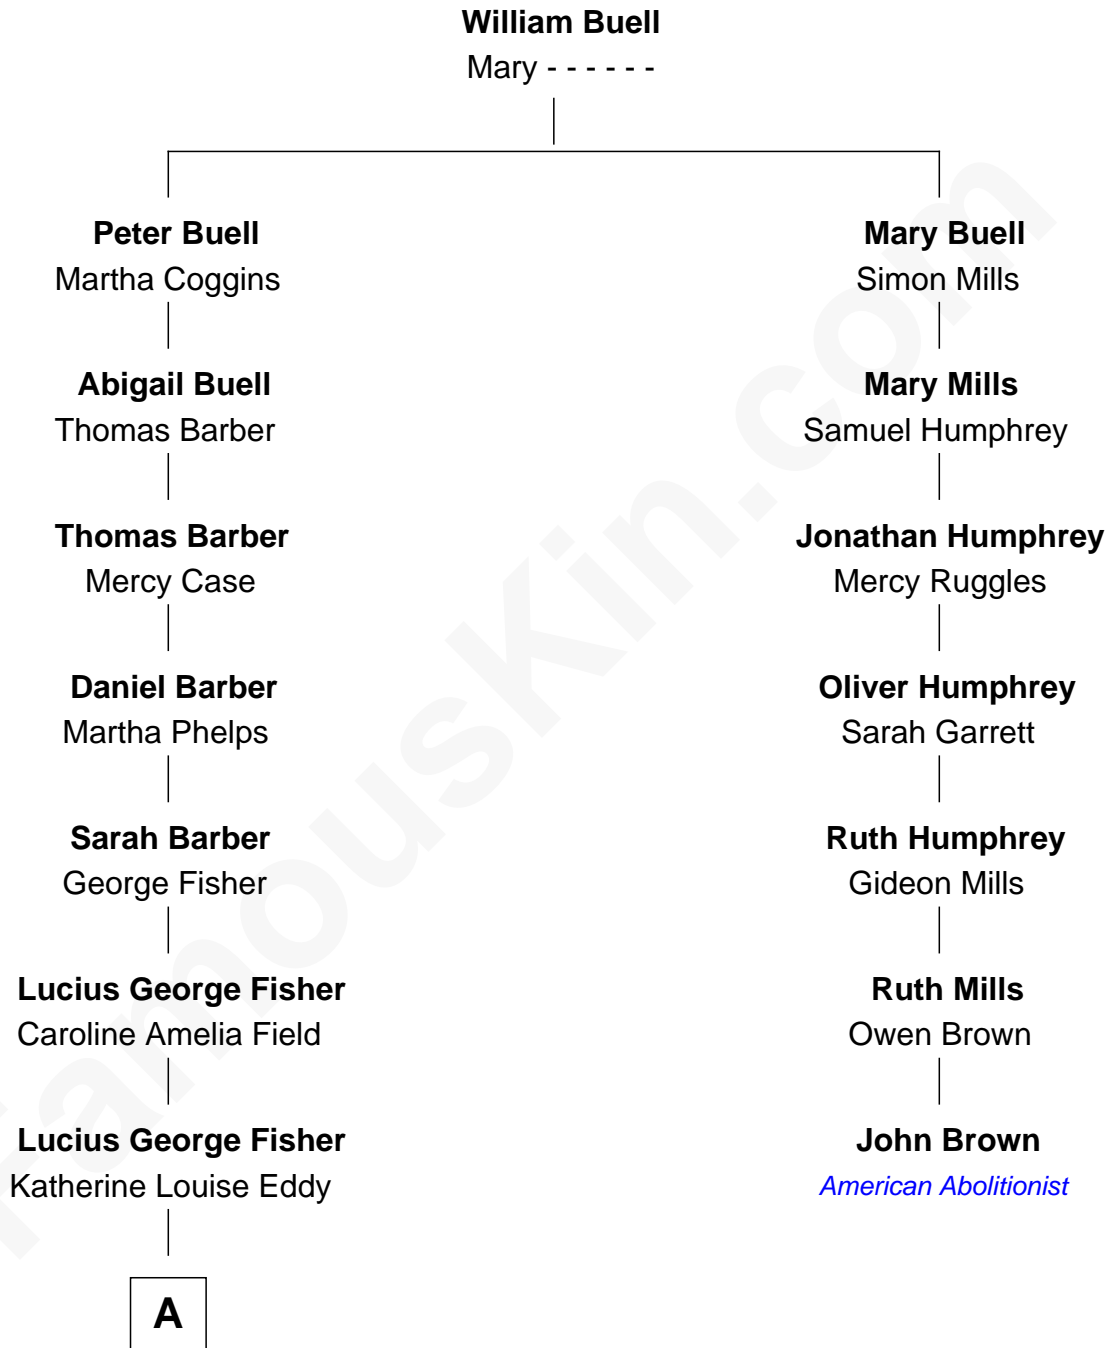 William Buell
Mary - - - - - -
Peter Buell
Martha Coggins
Mary Buell
Simon Mills
Abigail Buell
Thomas Barber
Mary Mills
Samuel Humphrey
Thomas Barber
Mercy Case
Jonathan Humphrey
Mercy Ruggles
Daniel Barber
Martha Phelps
Oliver Humphrey
Sarah Garrett
Sarah Barber
George Fisher
Ruth Humphrey
Gideon Mills
Lucius George Fisher
Caroline Amelia Field
Ruth Mills
Owen Brown
Lucius George Fisher
Katherine Louise Eddy
John Brown
American Abolitionist
A
FamousKin.com